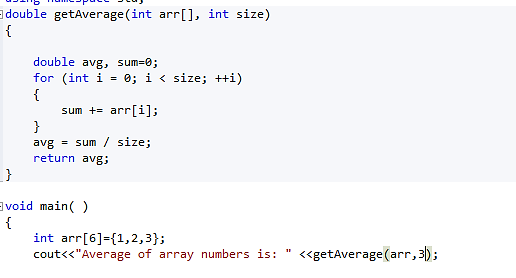 using namespace std;
double getAverage(int arr[], int size)
{
double avg, sum=0;
for (int i = 0; i < size; ++i)
{
sum += arr[i];
}
avg = sum / size;
return avg;
}
void main( )
{
int arr[6]={1,2,3};
cout<<"Average of array numbers is: " <<getAverage(arr,3);